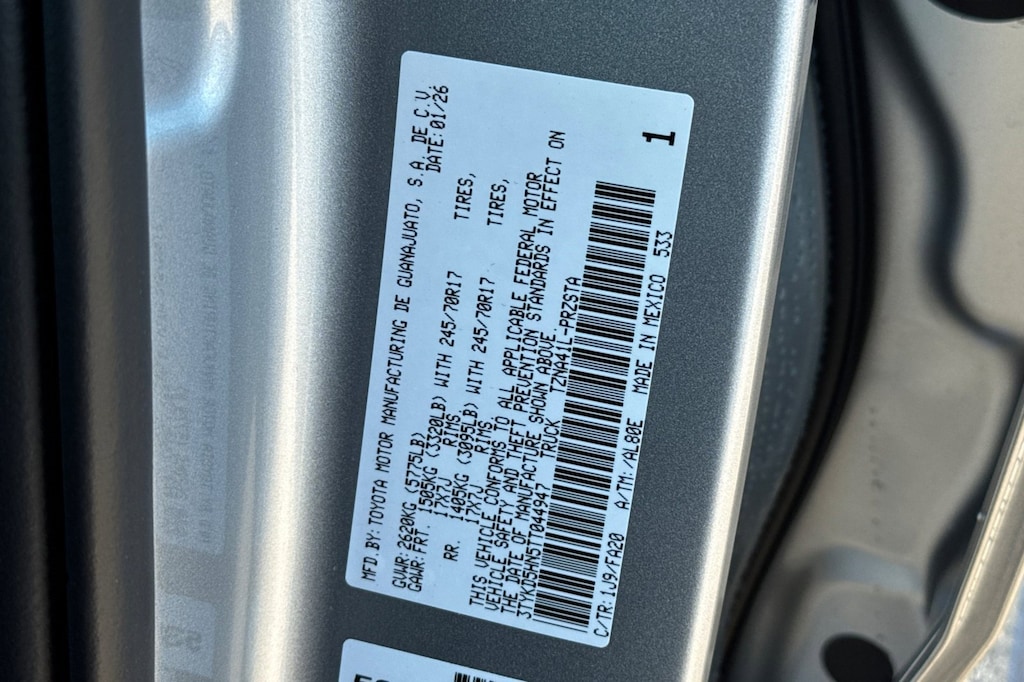 MFD.BY:TOYOTA MOTOR MANUFACTURING DE GUANAJUATO, S.A. DE C.V.
DATE:01/26
GVWR:2620KG (5775LB)
GAWR:FRT. 1505KG (3320LB) WITH 245/70R17 TIRES,
17X7J RIMS.
RR. 1405KG (3095LB) WITH 245/70R17 TIRES,
17X7J RIMS.
THIS VEHICLE CONFORMS TO ALL APPLICABLE FEDERAL MOTOR
VEHICLE SAFETY AND THEFT PREVENTION STANDARDS IN EFFECT ON
THE DATE OF MANUFACTURE SHOWN ABOVE.
3TYKD5HN5TT044947 TRUCK TZNA41L-PRZSTA
1
C/TR:1J9/FA20 A/TM:/AL80E MADE IN MEXICO 533